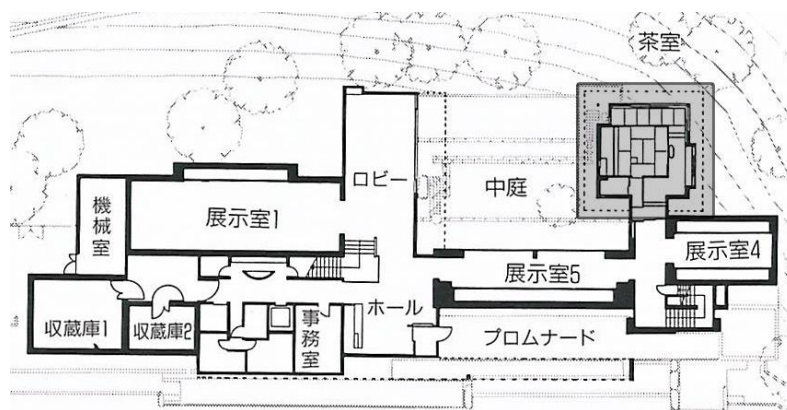 茶室
ロビー
中庭
機械室
展示室1
展示室4
展示室5
収蔵庫1
収蔵庫2
事務室
ホール
プロムナード